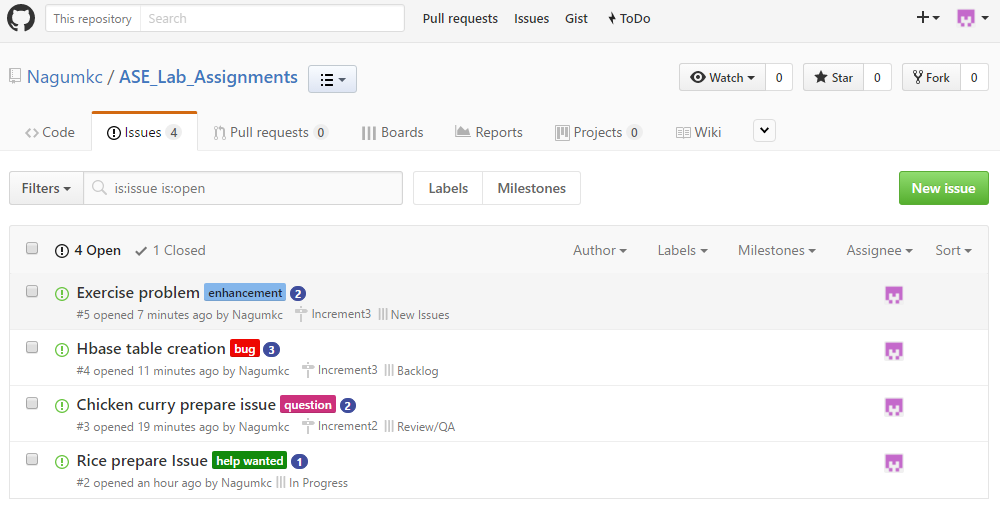 This repository Search Pull requests Issues Gist ToDo
Nagumkc / ASE_Lab_Assignments Watch 0 Star 0 Fork 0
Code Issues 4 Pull requests 0 Boards Reports Projects 0 Wiki
Filters is:issue is:open Labels Milestones New issue
4 Open 1 Closed Author Labels Milestones Assignee Sort
Exercise problem enhancement 2
#5 opened 7 minutes ago by Nagumkc Increment3 New Issues
Hbase table creation bug 3
#4 opened 11 minutes ago by Nagumkc Increment3 Backlog
Chicken curry prepare issue question 2
#3 opened 19 minutes ago by Nagumkc Increment2 Review/QA
Rice prepare Issue help wanted 1
#2 opened an hour ago by Nagumkc In Progress